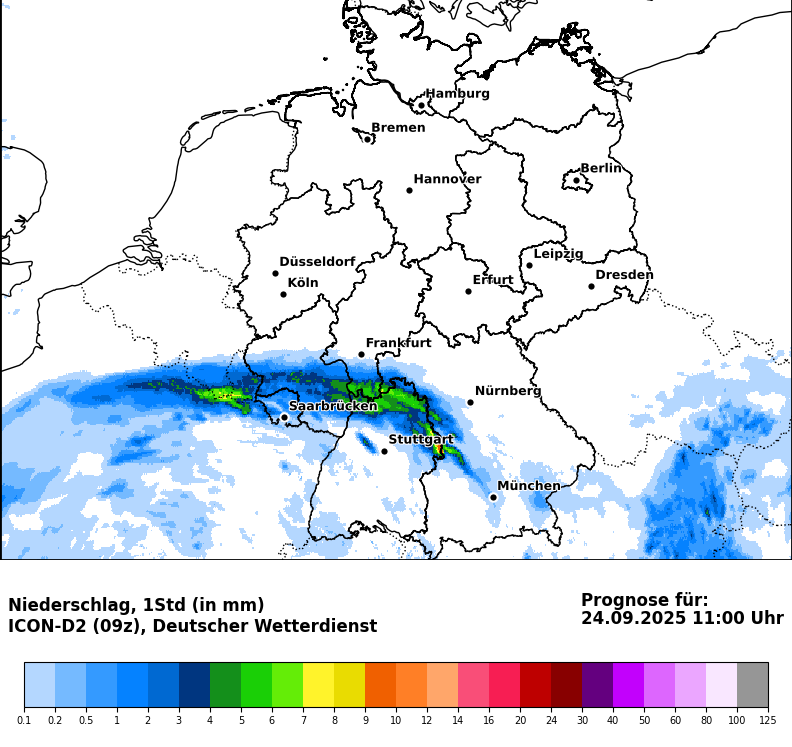 Hamburg
Bremen
Berlin
Hannover
Leipzig
Düsseldorf
Dresden
Köln
Erfurt
Frankfurt
Nürnberg
Saarbrücken
Stuttgart
München
Niederschlag, 1Std (in mm)
ICON-D2 (09z), Deutscher Wetterdienst
Prognose für:
24.09.2025 11:00 Uhr
0.1 0.2 0.5 1 2 3 4 5 6 7 8 9 10 12 14 16 20 24 30 40 50 60 80 100 125